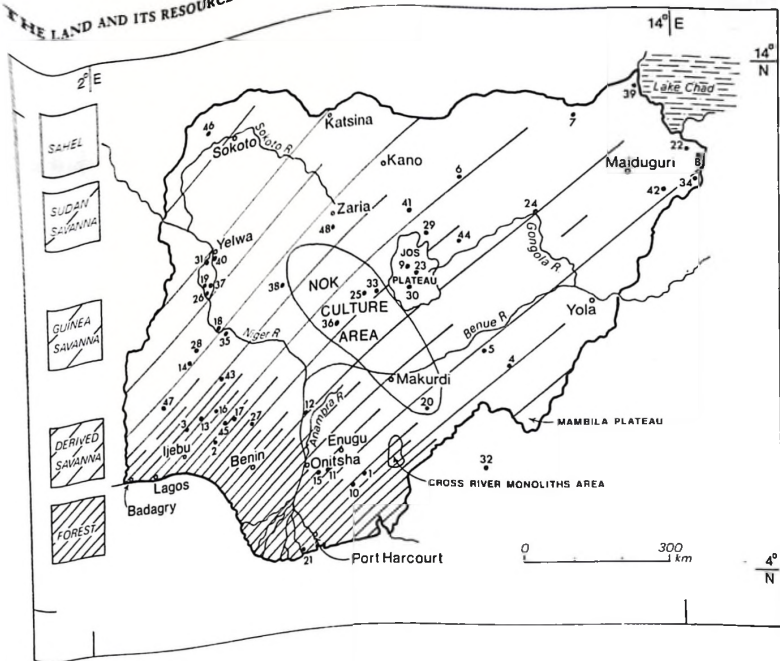 THE LAND AND ITS RESOURC
14° E
14°
N
2° E
Lake Chad
39
SAHEL
46
Katsina
7
Sokoto
Sokoto R
22
Kano
Maiduguri
8
6
34
42
SUDAN
SAVANNA
Zaria
41
24
48
29
44
JOS
PLATEAU
9
23
30
Gongola R
Yelwa
31
40
19
37
26
38
NOK
CULTURE
AREA
25
33
36
Yola
GUINEA
SAVANNA
18
35
Niger R
Benue R
28
14
5
4
43
Makurdi
47
16
17
12
20
MAMBILA PLATEAU
3
13
45
27
Anambra R
DERIVED
SAVANNA
2
Ijebu
Benin
Enugu
Onitsha
32
15
11
1
10
CROSS RIVER MONOLITHS AREA
Lagos
Badagry
FOREST
21
Port Harcourt
0
300
km
4°
N